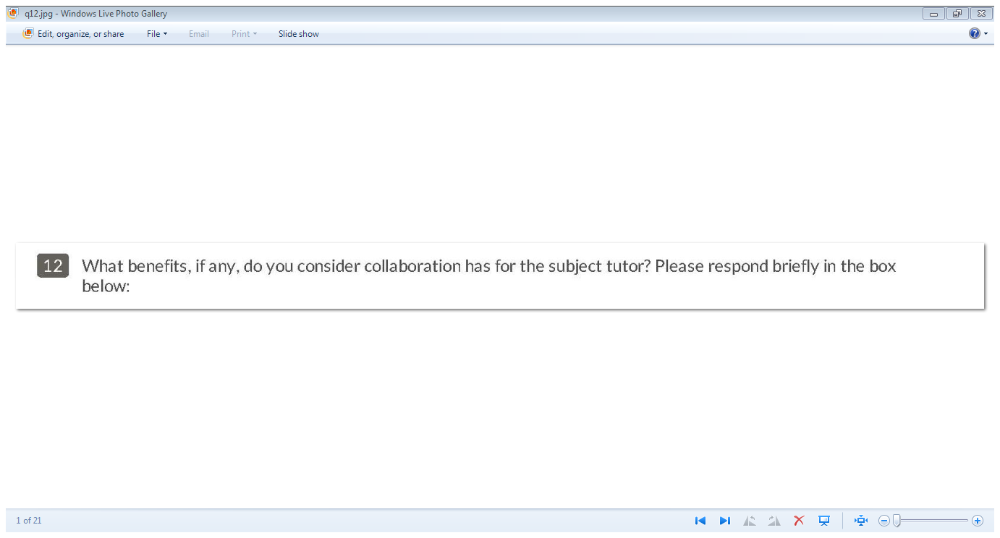 q12.jpg - Windows Live Photo Gallery
Edit, organize, or share File Email Print Slide show
12 What benefits, if any, do you consider collaboration has for the subject tutor? Please respond briefly in the box
below:
1 of 21